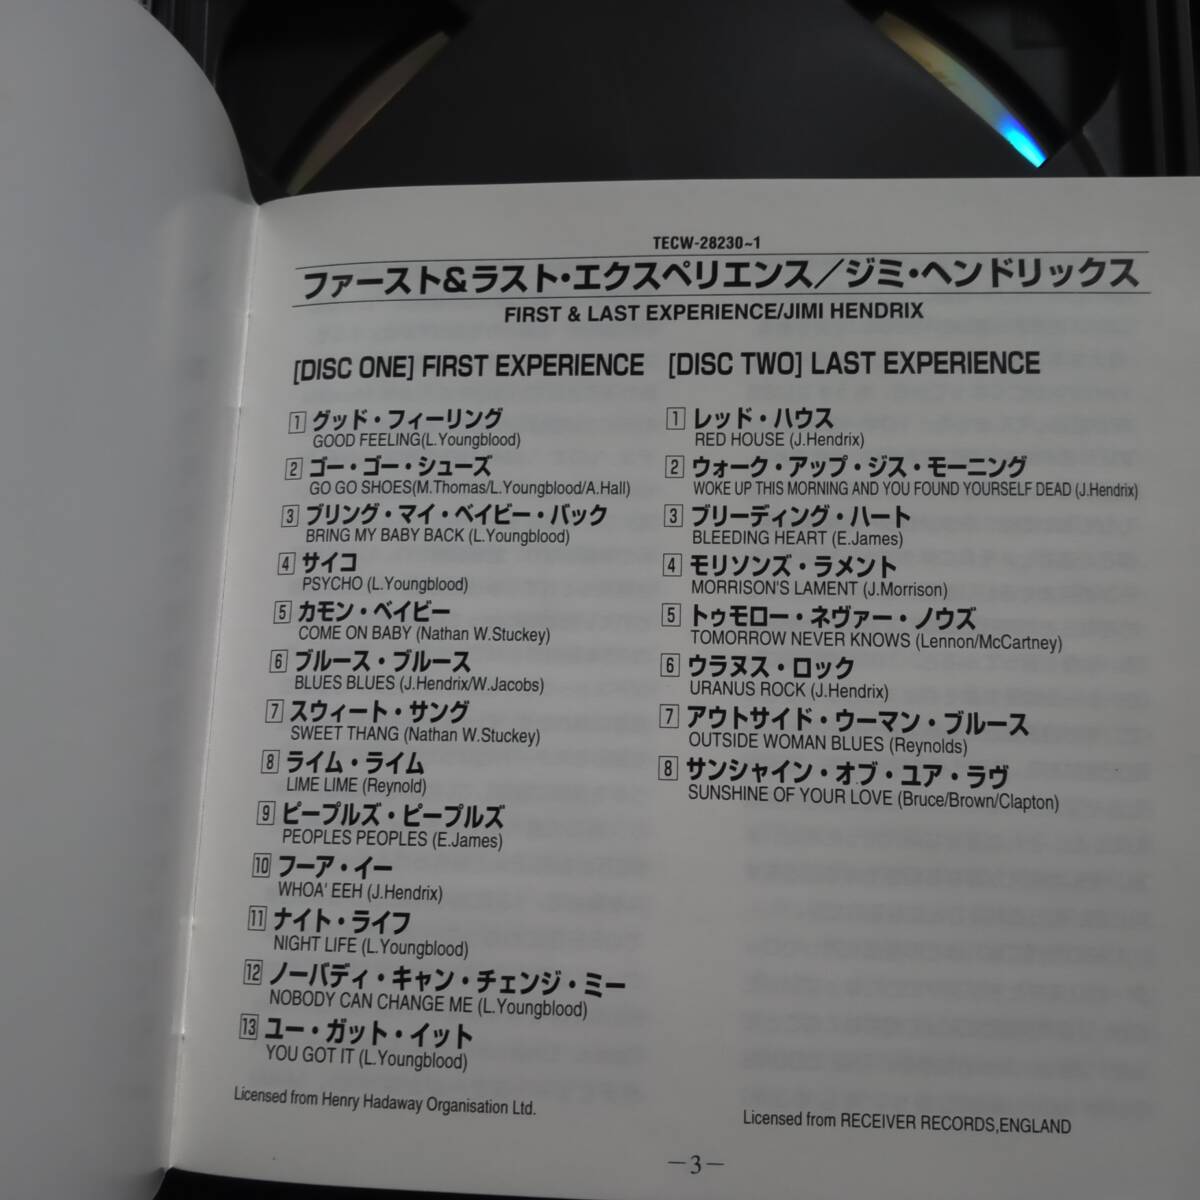 TECW-28230~1
ファースト&ラスト・エクスペリエンス/ジミ・ヘンドリックス
FIRST & LAST EXPERIENCE/JIMI HENDRIX
[DISC ONE] FIRST EXPERIENCE
1 グッド・フィーリング
GOOD FEELING(L.Youngblood)
2 ゴー・ゴー・シューズ
GO GO SHOES(M.Thomas/L.Youngblood/A.Hall)
3 ブリング・マイ・ベイビー・バック
BRING MY BABY BACK (L.Youngblood)
4 サイコ
PSYCHO (L.Youngblood)
5 カモン・ベイビー
COME ON BABY (Nathan W.Stuckey)
6 ブルース・ブルース
BLUES BLUES (J.Hendrix/W.Jacobs)
7 スウィート・サング
SWEET THANG (Nathan W.Stuckey)
8 ライム・ライム
LIME LIME (Reynold)
9 ピープルズ・ピープルズ
PEOPLES PEOPLES (E.James)
10 フーア・イー
WHOA' EEH (J.Hendrix)
11 ナイト・ライフ
NIGHT LIFE (L.Youngblood)
12 ノーバディ・キャン・チェンジ・ミー
NOBODY CAN CHANGE ME (L.Youngblood)
13 ユー・ガット・イット
YOU GOT IT (L.Youngblood)
Licensed from Henry Hadaway Organisation Ltd.
[DISC TWO] LAST EXPERIENCE
1 レッド・ハウス
RED HOUSE (J.Hendrix)
2 ウォーク・アップ・ジス・モーニング
WOKE UP THIS MORNING AND YOU FOUND YOURSELF DEAD (J.Hendrix)
3 ブリーディング・ハート
BLEEDING HEART (E.James)
4 モリソンズ・ラメント
MORRISON'S LAMENT (J.Morrison)
5 トゥモロー・ネヴァー・ノウズ
TOMORROW NEVER KNOWS (Lennon/McCartney)
6 ウラヌス・ロック
URANUS ROCK (J.Hendrix)
7 アウトサイド・ウーマン・ブルース
OUTSIDE WOMAN BLUES (Reynolds)
8 サンシャイン・オブ・ユア・ラヴ
SUNSHINE OF YOUR LOVE (Bruce/Brown/Clapton)
Licensed from RECEIVER RECORDS,ENGLAND
—3—